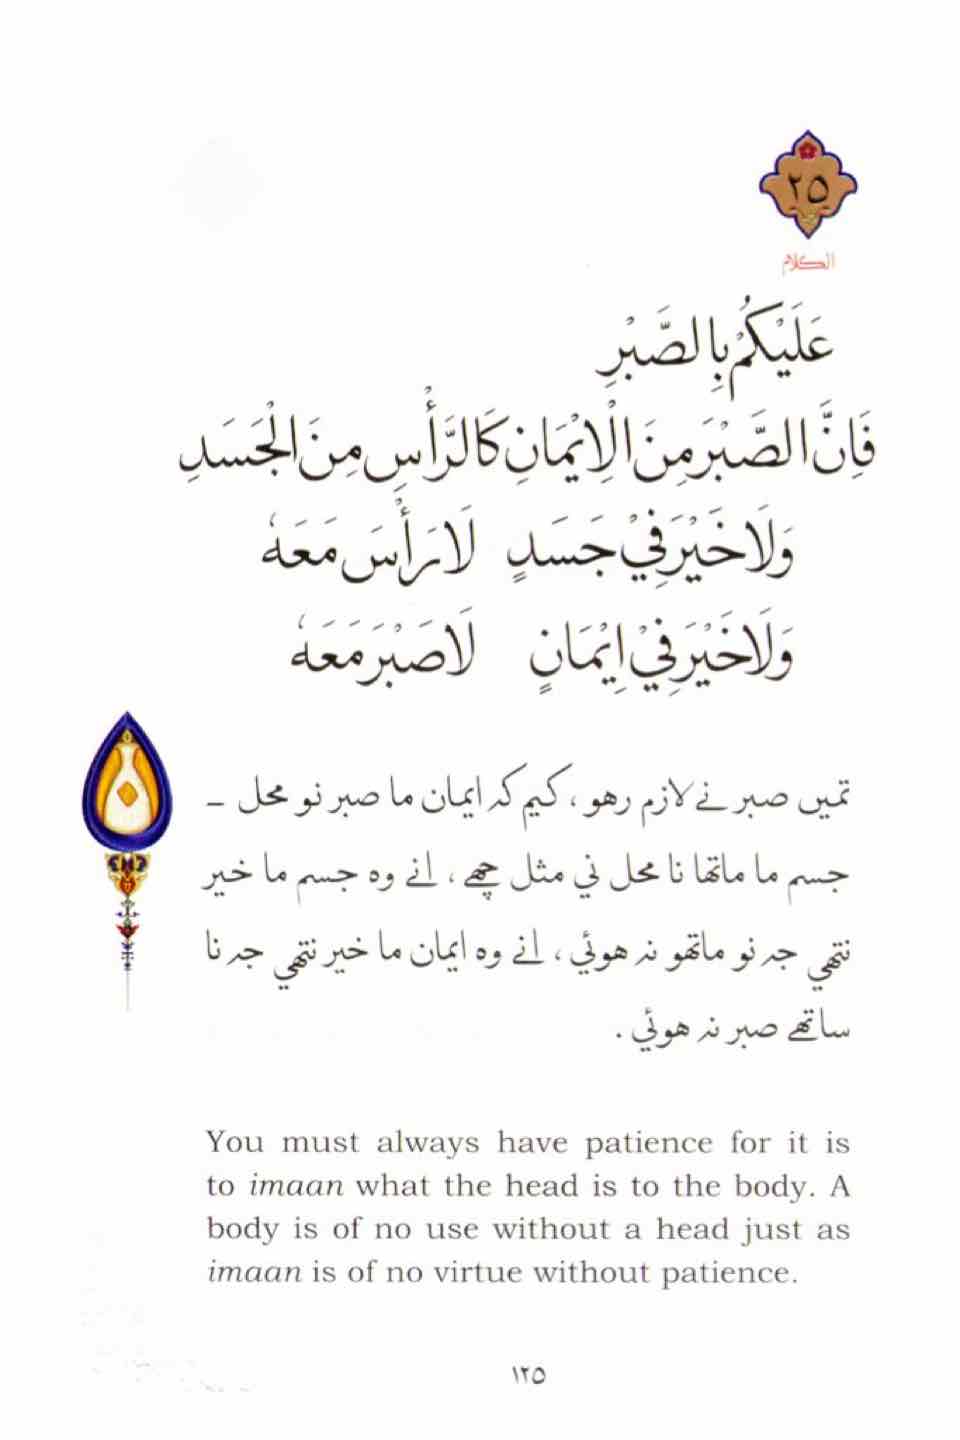 ٢٥
الكلام
عَلَيْكُمْ بِالصَّبْرِ
فَاِنَّ الصَّبْرَ مِنَ الْاِيْمَانِ كَالرَّأْسِ مِنَ الْجَسَدِ
وَلَا خَيْرَ فِيْ جَسَدٍ لَا رَأْسَ مَعَهٗ
وَلَا خَيْرَ فِيْ اِيْمَانٍ لَا صَبْرَ مَعَهٗ
تميں صبر نے لازم رهو، كيم كہ ايمان ما صبر نو محل ــ
جسم ما ماتھا نا محل ني مثل چھے، انے وه جسم ما خير
نتھي جہ نو ماتھو نہ هوئي، انے وه ايمان ما خير نتھي جہ نا
ساتھے صبر نہ هوئي.
You must always have patience for it is
to imaan what the head is to the body. A
body is of no use without a head just as
imaan is of no virtue without patience.
١٢٥